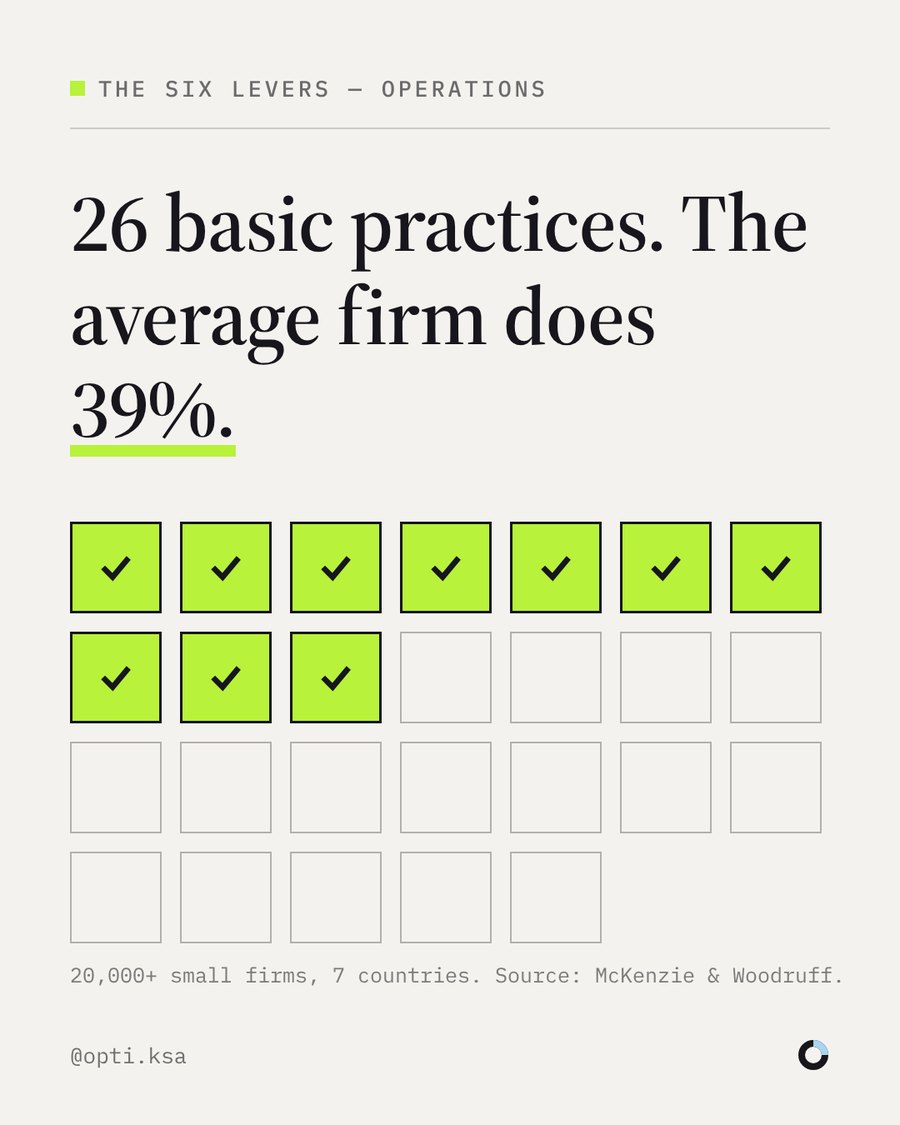 THE SIX LEVERS — OPERATIONS
26 basic practices. The
average firm does
39%.
20,000+ small firms, 7 countries. Source: McKenzie & Woodruff.
@opti.ksa